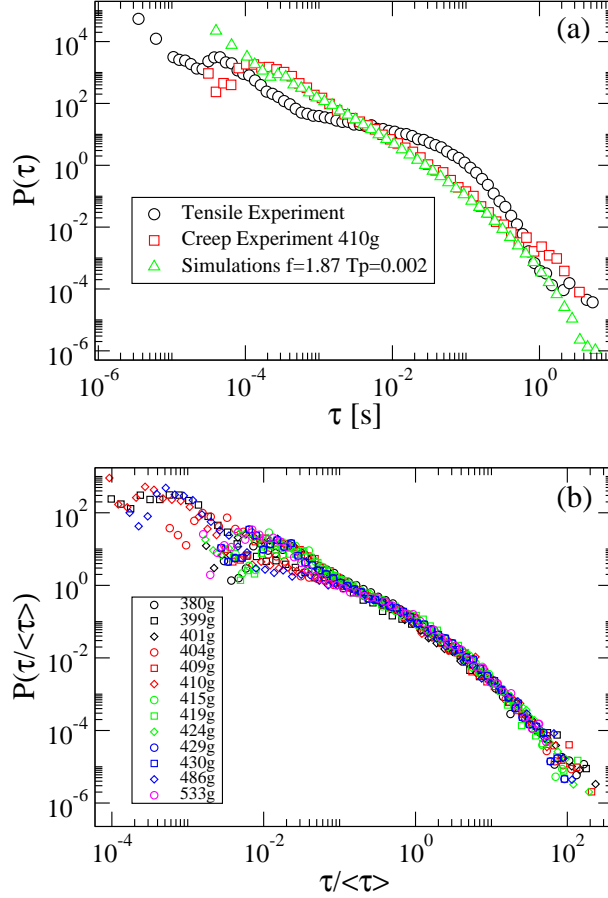 (a)
10^4
10^2
10^0
10^-2
10^-4
10^-6
P(τ)
Tensile Experiment
Creep Experiment 410g
Simulations f=1.87 Tp=0.002
10^-6 10^-4 10^-2 10^0
τ [s]
(b)
10^2
10^0
10^-2
10^-4
10^-6
P(τ/<τ>)
380g
399g
401g
404g
409g
410g
415g
419g
424g
429g
430g
486g
533g
10^-4 10^-2 10^0 10^2
τ/<τ>